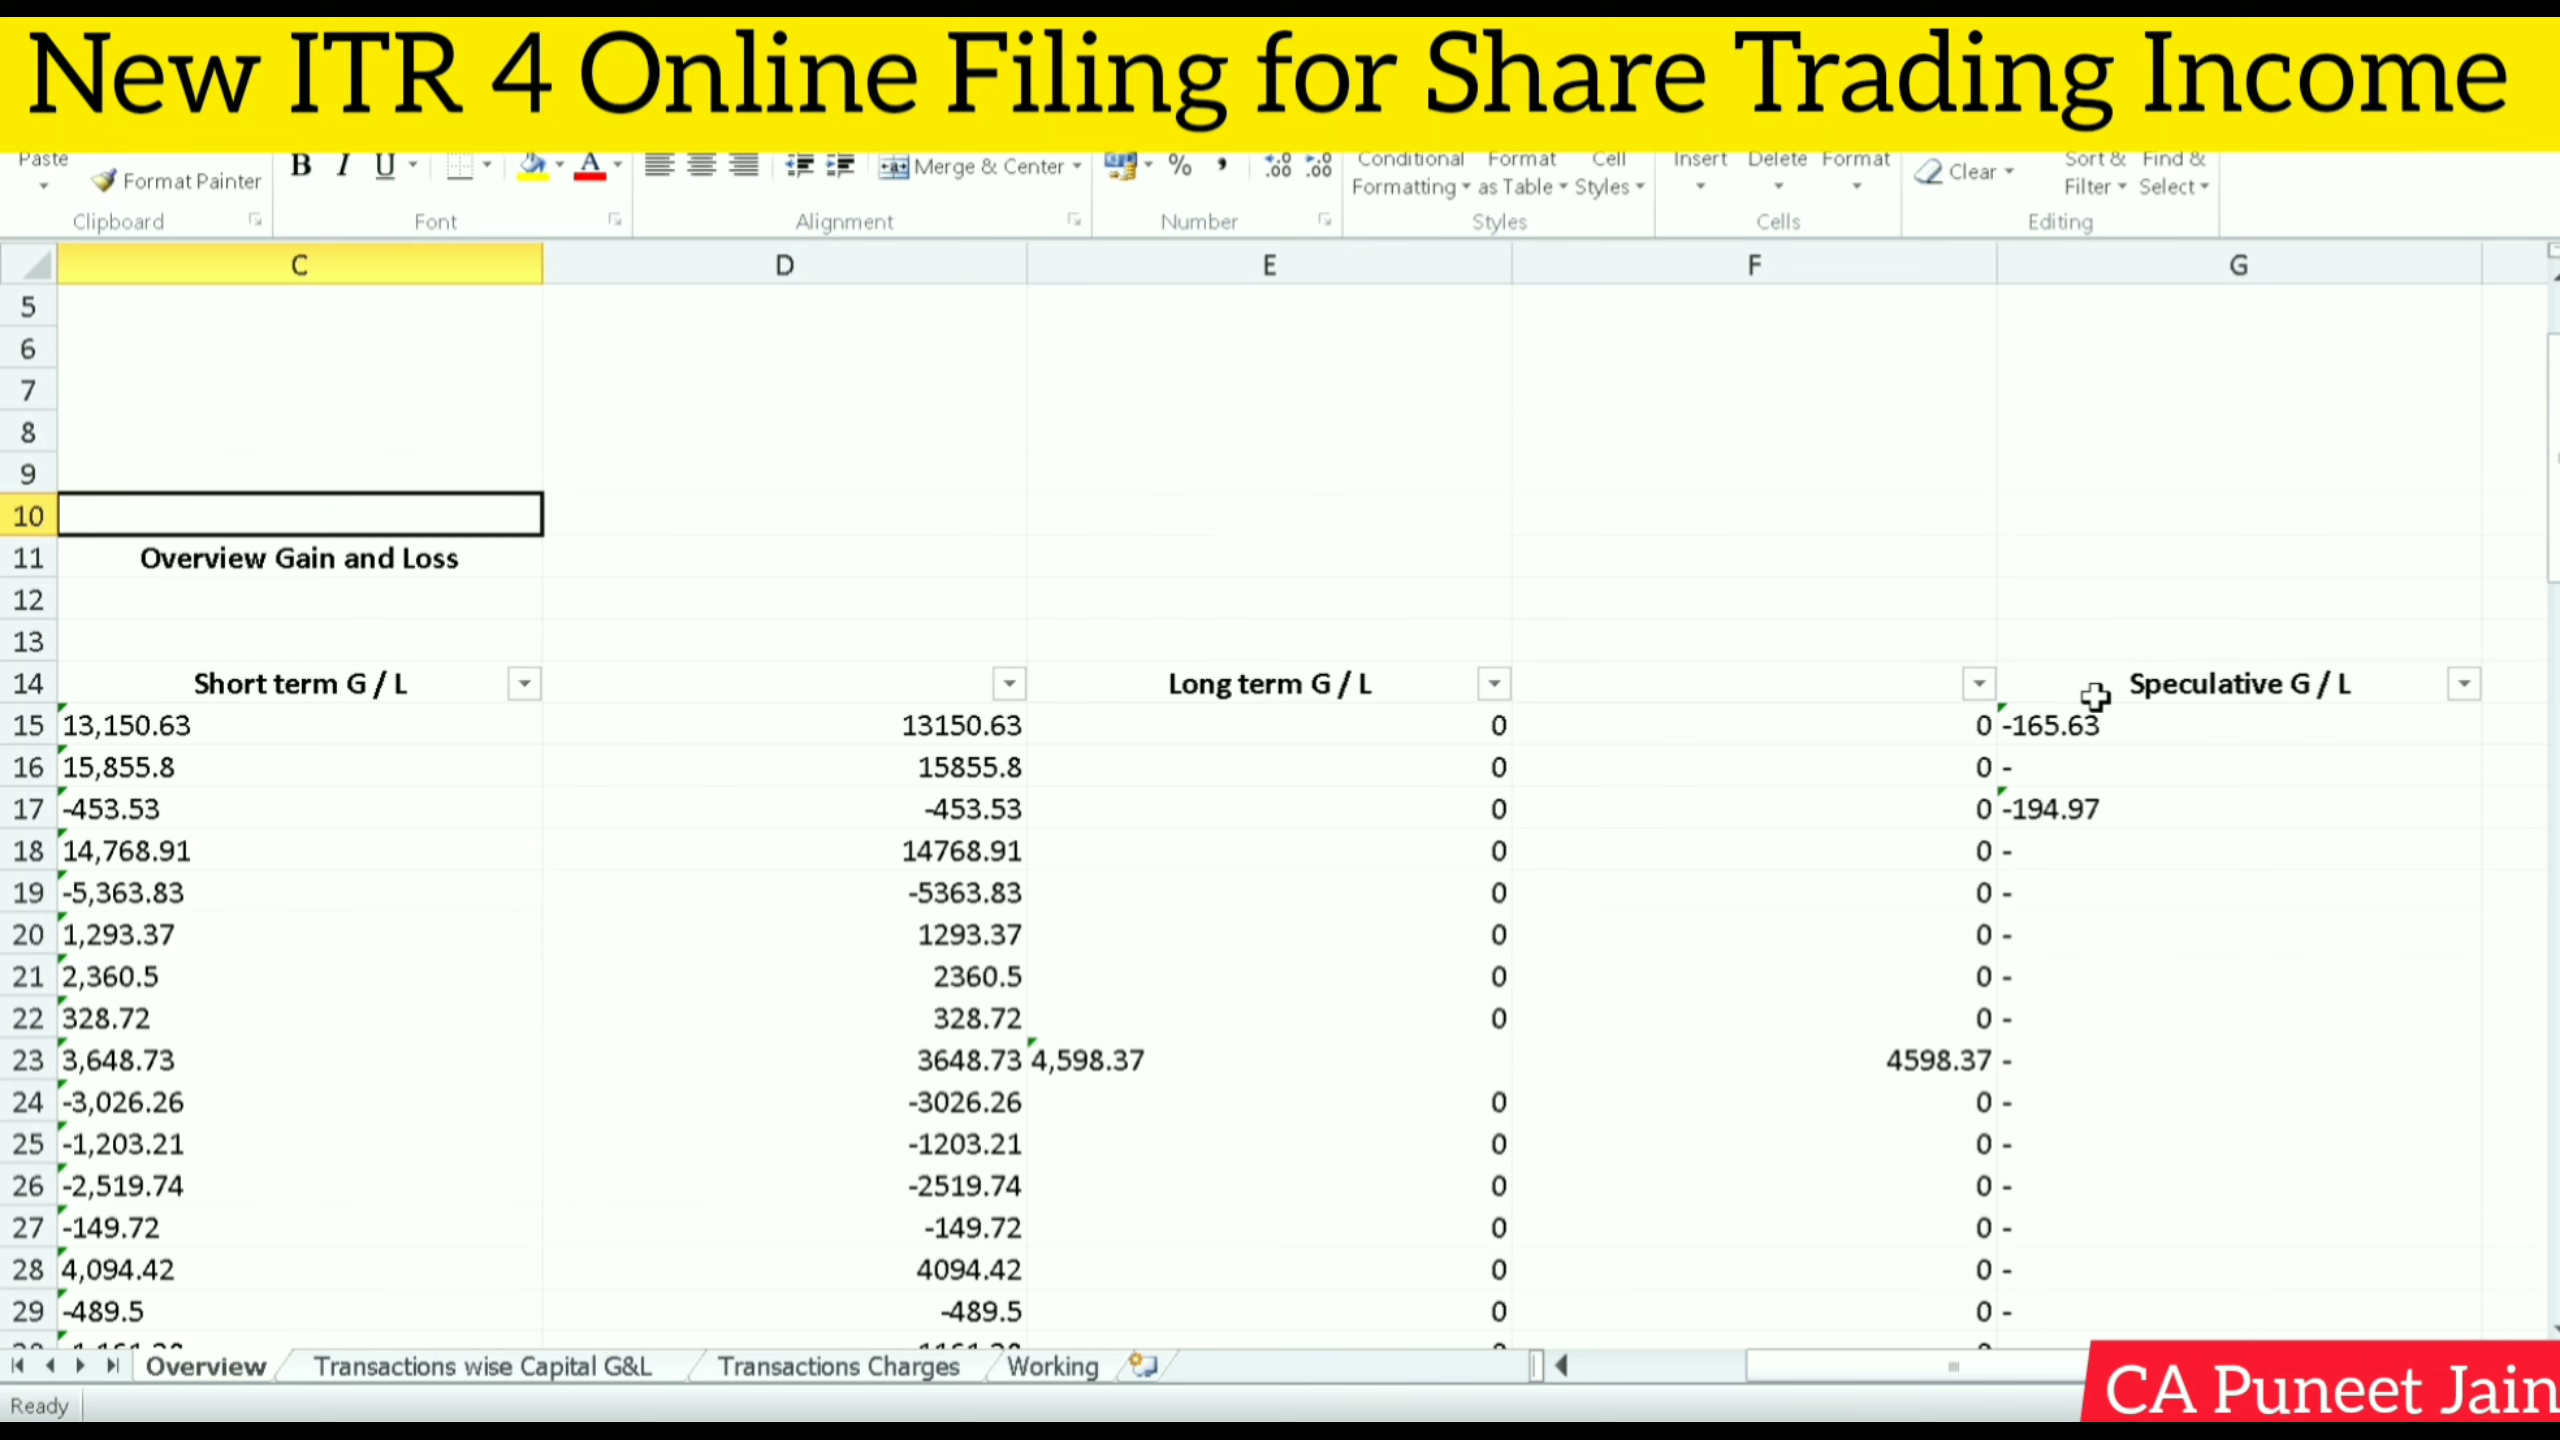 New ITR 4 Online Filing for Share Trading Income
Paste Format Painter B I U A Merge & Center % , .0 .00 .00 .0 Conditional Formatting Format as Table Cell Styles Insert Delete Format Clear Sort & Filter Find & Select
Clipboard Font Alignment Number Styles Cells Editing
C D E F G
5
6
7
8
9
10
11 Overview Gain and Loss
12
13
14 Short term G / L Long term G / L Speculative G / L
15 13,150.63 13150.63 0 0 -165.63
16 15,855.8 15855.8 0 0 -
17 -453.53 -453.53 0 0 -194.97
18 14,768.91 14768.91 0 0 -
19 -5,363.83 -5363.83 0 0 -
20 1,293.37 1293.37 0 0 -
21 2,360.5 2360.5 0 0 -
22 328.72 328.72 0 0 -
23 3,648.73 3648.73 4,598.37 4598.37 -
24 -3,026.26 -3026.26 0 0 -
25 -1,203.21 -1203.21 0 0 -
26 -2,519.74 -2519.74 0 0 -
27 -149.72 -149.72 0 0 -
28 4,094.42 4094.42 0 0 -
29 -489.5 -489.5 0 0 -
Overview Transactions wise Capital G&L Transactions Charges Working
Ready
CA Puneet Jain